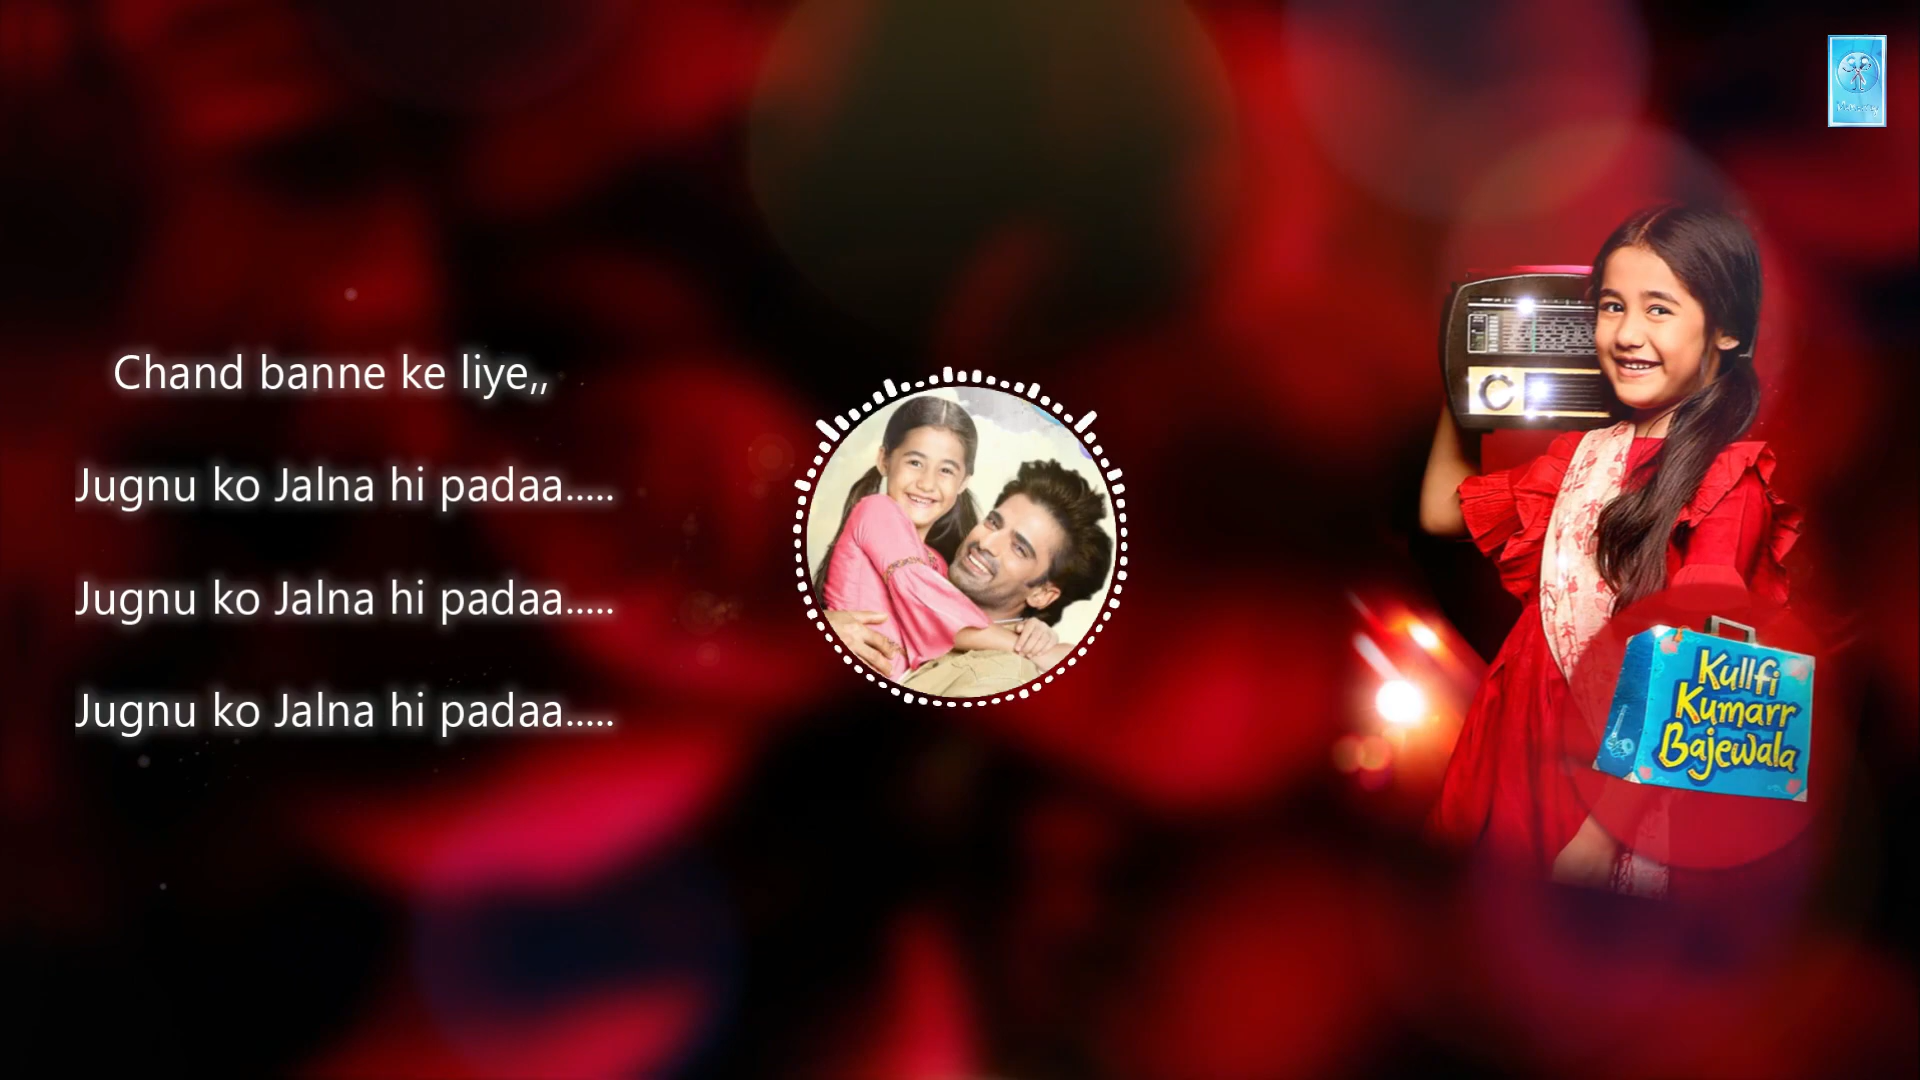 Chand banne ke liye,,
Jugnu ko Jalna hi padaa.....
Jugnu ko Jalna hi padaa.....
Jugnu ko Jalna hi padaa.....
Kullfi
Kumarr
Bajewala